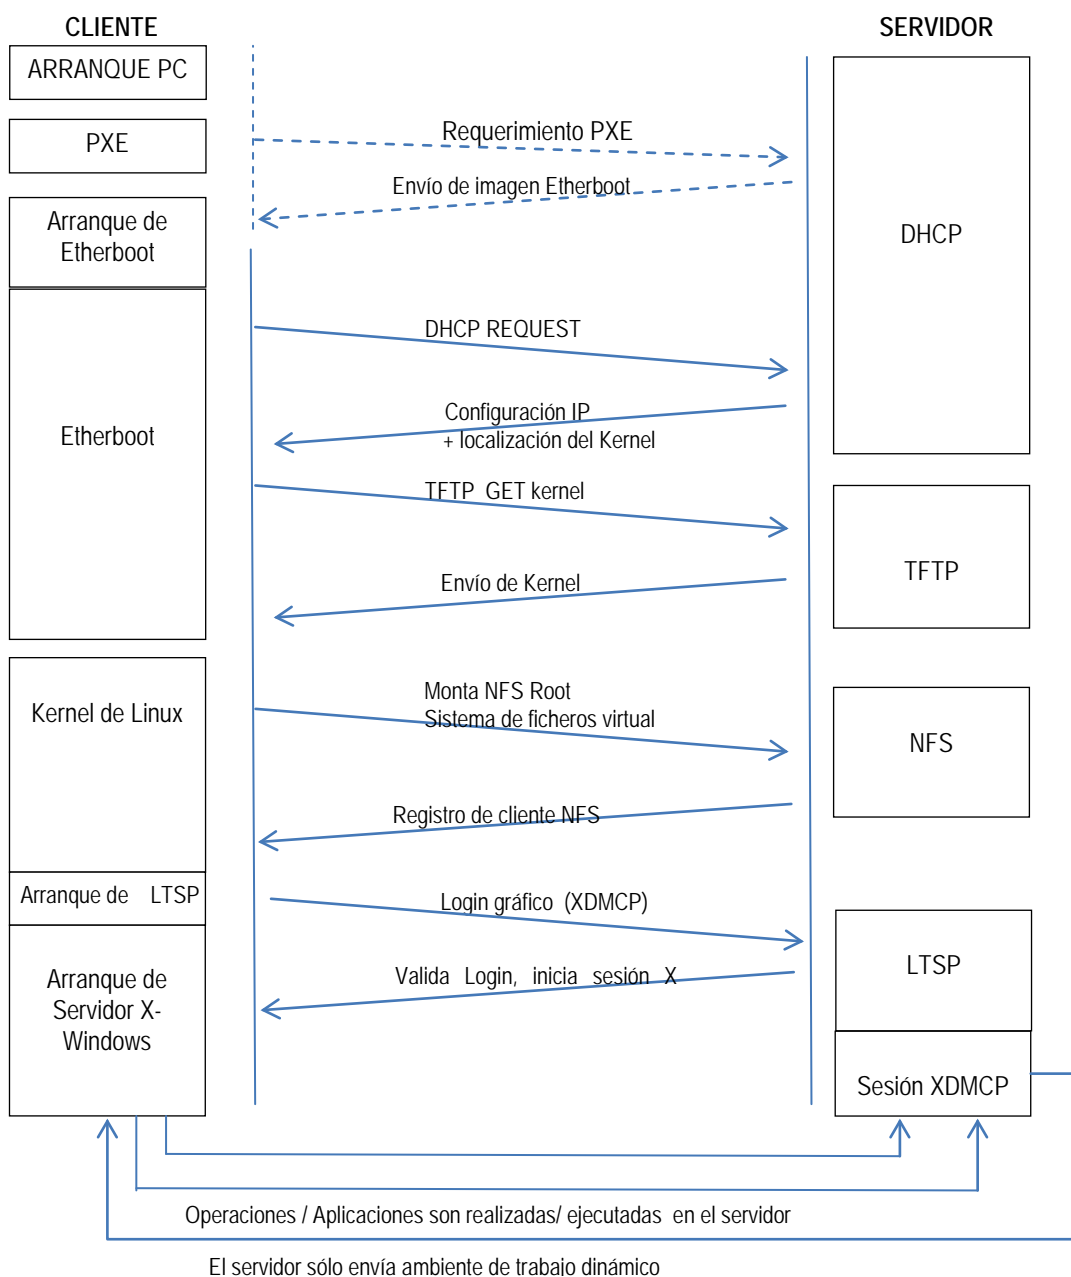 CLIENTE
SERVIDOR
ARRANQUE PC
PXE
Requerimiento PXE
Envío de imagen Etherboot
Arranque de
Etherboot
DHCP
DHCP REQUEST
Etherboot
Configuración IP
+ localización del Kernel
TFTP GET kernel
TFTP
Envío de Kernel
Kernel de Linux
Monta NFS Root
Sistema de ficheros virtual
NFS
Registro de cliente NFS
Arranque de LTSP
Login gráfico (XDMCP)
LTSP
Valida Login, inicia sesión X
Arranque de
Servidor X-
Windows
Sesión XDMCP
Operaciones / Aplicaciones son realizadas/ ejecutadas en el servidor
El servidor sólo envía ambiente de trabajo dinámico